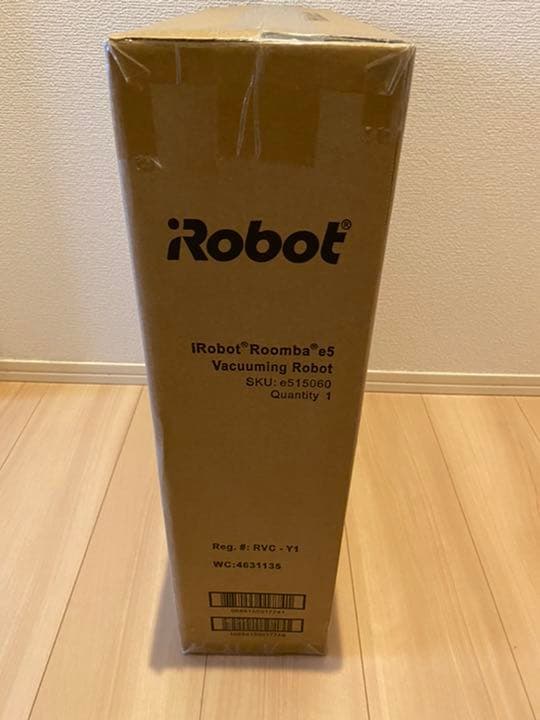 iRobot®
iRobot® Roomba® e5
Vacuuming Robot
SKU: e515060
Quantity 1
Reg. #: RVC - Y1
WC:4631135